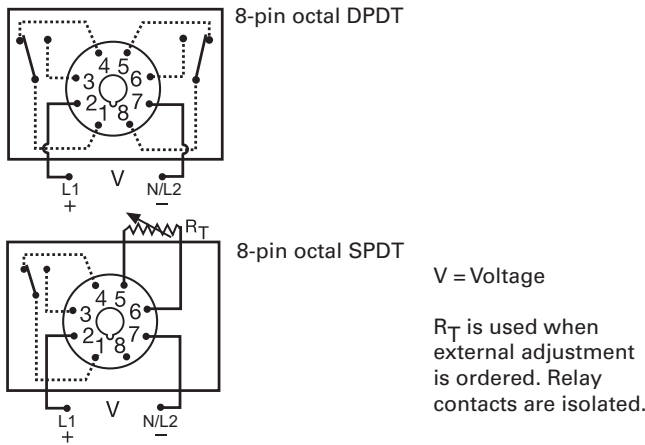 8-pin octal DPDT
4 5
3 6
2 7
1 8
V
L1 N/L2
+ –
RT
8-pin octal SPDT
4 5
3 6
2 7
1 8
V
L1 N/L2
+ –
V = Voltage
RT is used when
external adjustment
is ordered. Relay
contacts are isolated.